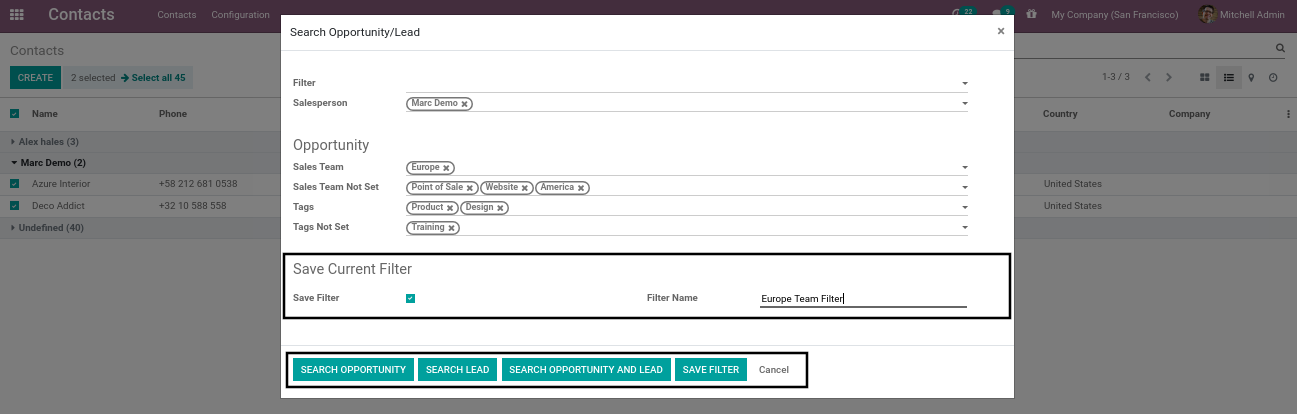 Contacts Contacts Configuration 22 9 My Company (San Francisco) Mitchell Admin
Search Opportunity/Lead ×
Contacts
CREATE 2 selected Select all 45 1-3 / 3
Filter
Salesperson Marc Demo
Name Phone Country Company
Alex hales (3)
Opportunity
Marc Demo (2)
Sales Team Europe
Azure Interior +58 212 681 0538 United States
Sales Team Not Set Point of Sale Website America
Deco Addict +32 10 588 558 United States
Tags Product Design
Undefined (40)
Tags Not Set Training
Save Current Filter
Save Filter Filter Name Europe Team Filter
SEARCH OPPORTUNITY SEARCH LEAD SEARCH OPPORTUNITY AND LEAD SAVE FILTER Cancel